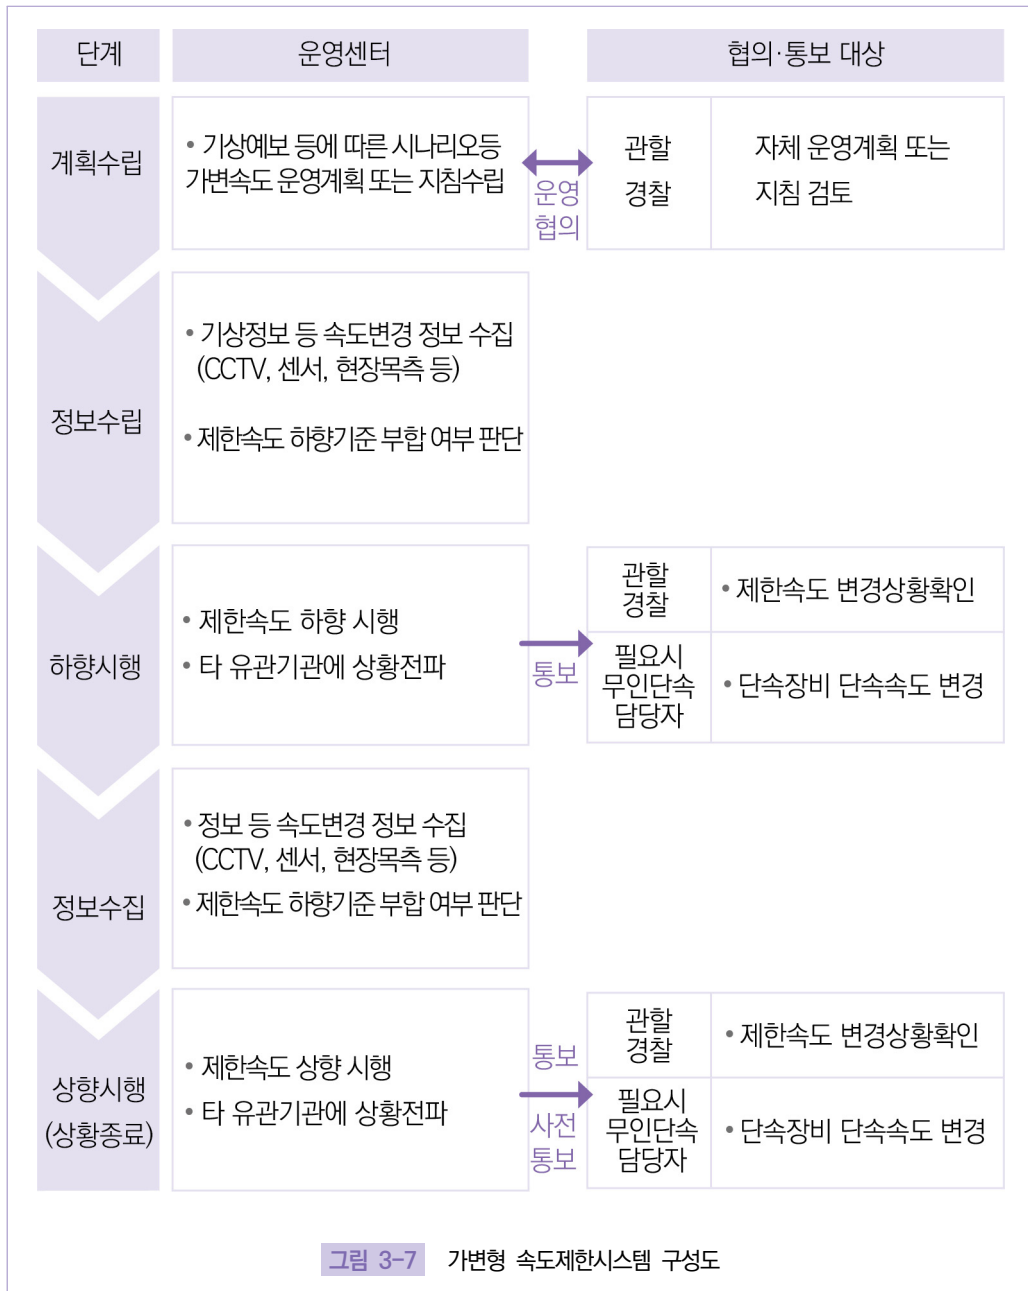 단계
운영센터
협의·통보 대상
계획수립
• 기상예보 등에 따른 시나리오등
가변속도 운영계획 또는 지침수립
운영
협의
관할
경찰
자체 운영계획 또는
지침 검토
정보수립
• 기상정보 등 속도변경 정보 수집
(CCTV, 센서, 현장목측 등)
• 제한속도 하향기준 부합 여부 판단
하향시행
• 제한속도 하향 시행
• 타 유관기관에 상황전파
통보
관할
경찰
• 제한속도 변경상황확인
필요시
무인단속
담당자
• 단속장비 단속속도 변경
정보수집
• 정보 등 속도변경 정보 수집
(CCTV, 센서, 현장목측 등)
• 제한속도 하향기준 부합 여부 판단
상향시행
(상황종료)
• 제한속도 상향 시행
• 타 유관기관에 상황전파
통보
사전
통보
관할
경찰
• 제한속도 변경상황확인
필요시
무인단속
담당자
• 단속장비 단속속도 변경
그림 3-7 가변형 속도제한시스템 구성도